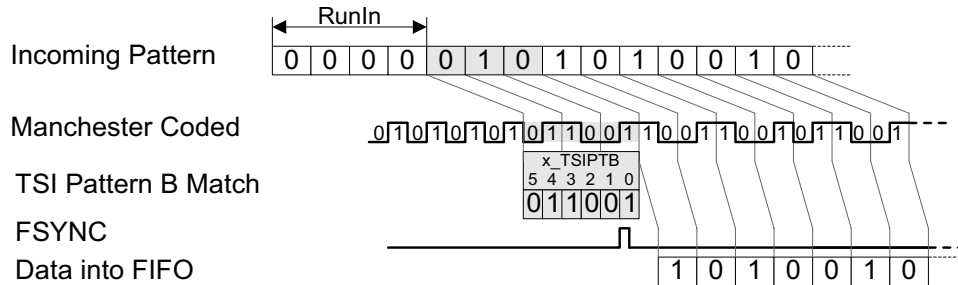 RunIn
Incoming Pattern 0 0 0 0 0 1 0 1 0 1 0 0 1 0
Manchester Coded 0 1 0 1 0 1 0 1 0 1 1 0 0 1 1 0 0 1 1 0 0 1 0 1 1 0 0 1
x_TSIPTB
TSI Pattern B Match 5 4 3 2 1 0
0 1 1 0 0 1
FSYNC
Data into FIFO 1 0 1 0 0 1 0